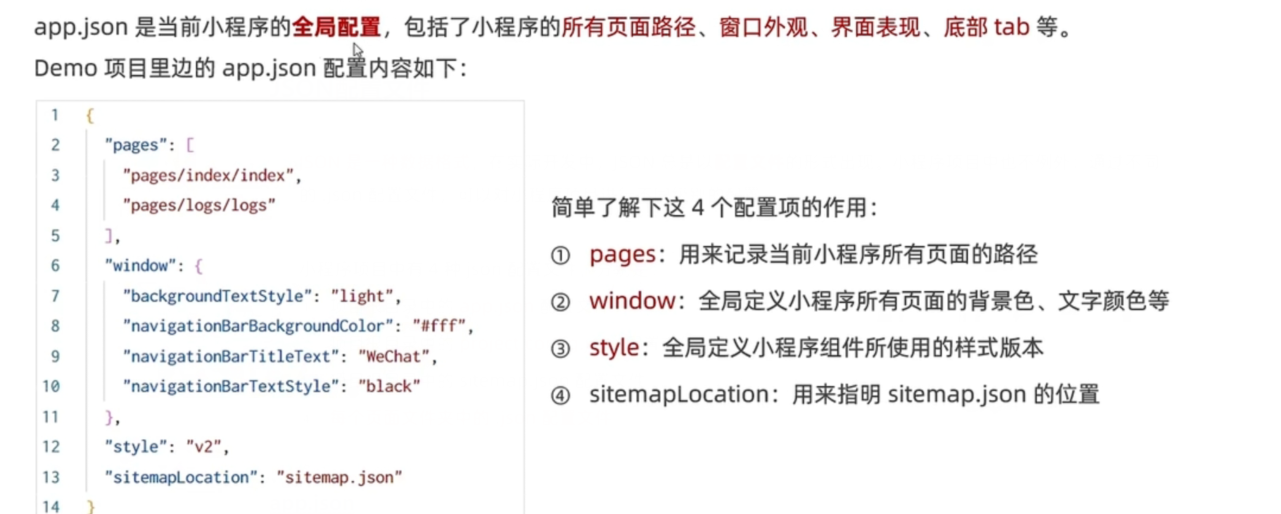 app.json 是当前小程序的全局配置，包括了小程序的所有页面路径、窗口外观、界面表现、底部 tab 等。
Demo 项目里边的 app.json 配置内容如下：
1 {
2 "pages": [
3 "pages/index/index",
4 "pages/logs/logs"
5 ],
6 "window": {
7 "backgroundTextStyle": "light",
8 "navigationBarBackgroundColor": "#fff",
9 "navigationBarTitleText": "WeChat",
10 "navigationBarTextStyle": "black"
11 },
12 "style": "v2",
13 "sitemapLocation": "sitemap.json"
14 }
简单了解下这 4 个配置项的作用：
① pages：用来记录当前小程序所有页面的路径
② window：全局定义小程序所有页面的背景色、文字颜色等
③ style：全局定义小程序组件所使用的样式版本
④ sitemapLocation：用来指明 sitemap.json 的位置